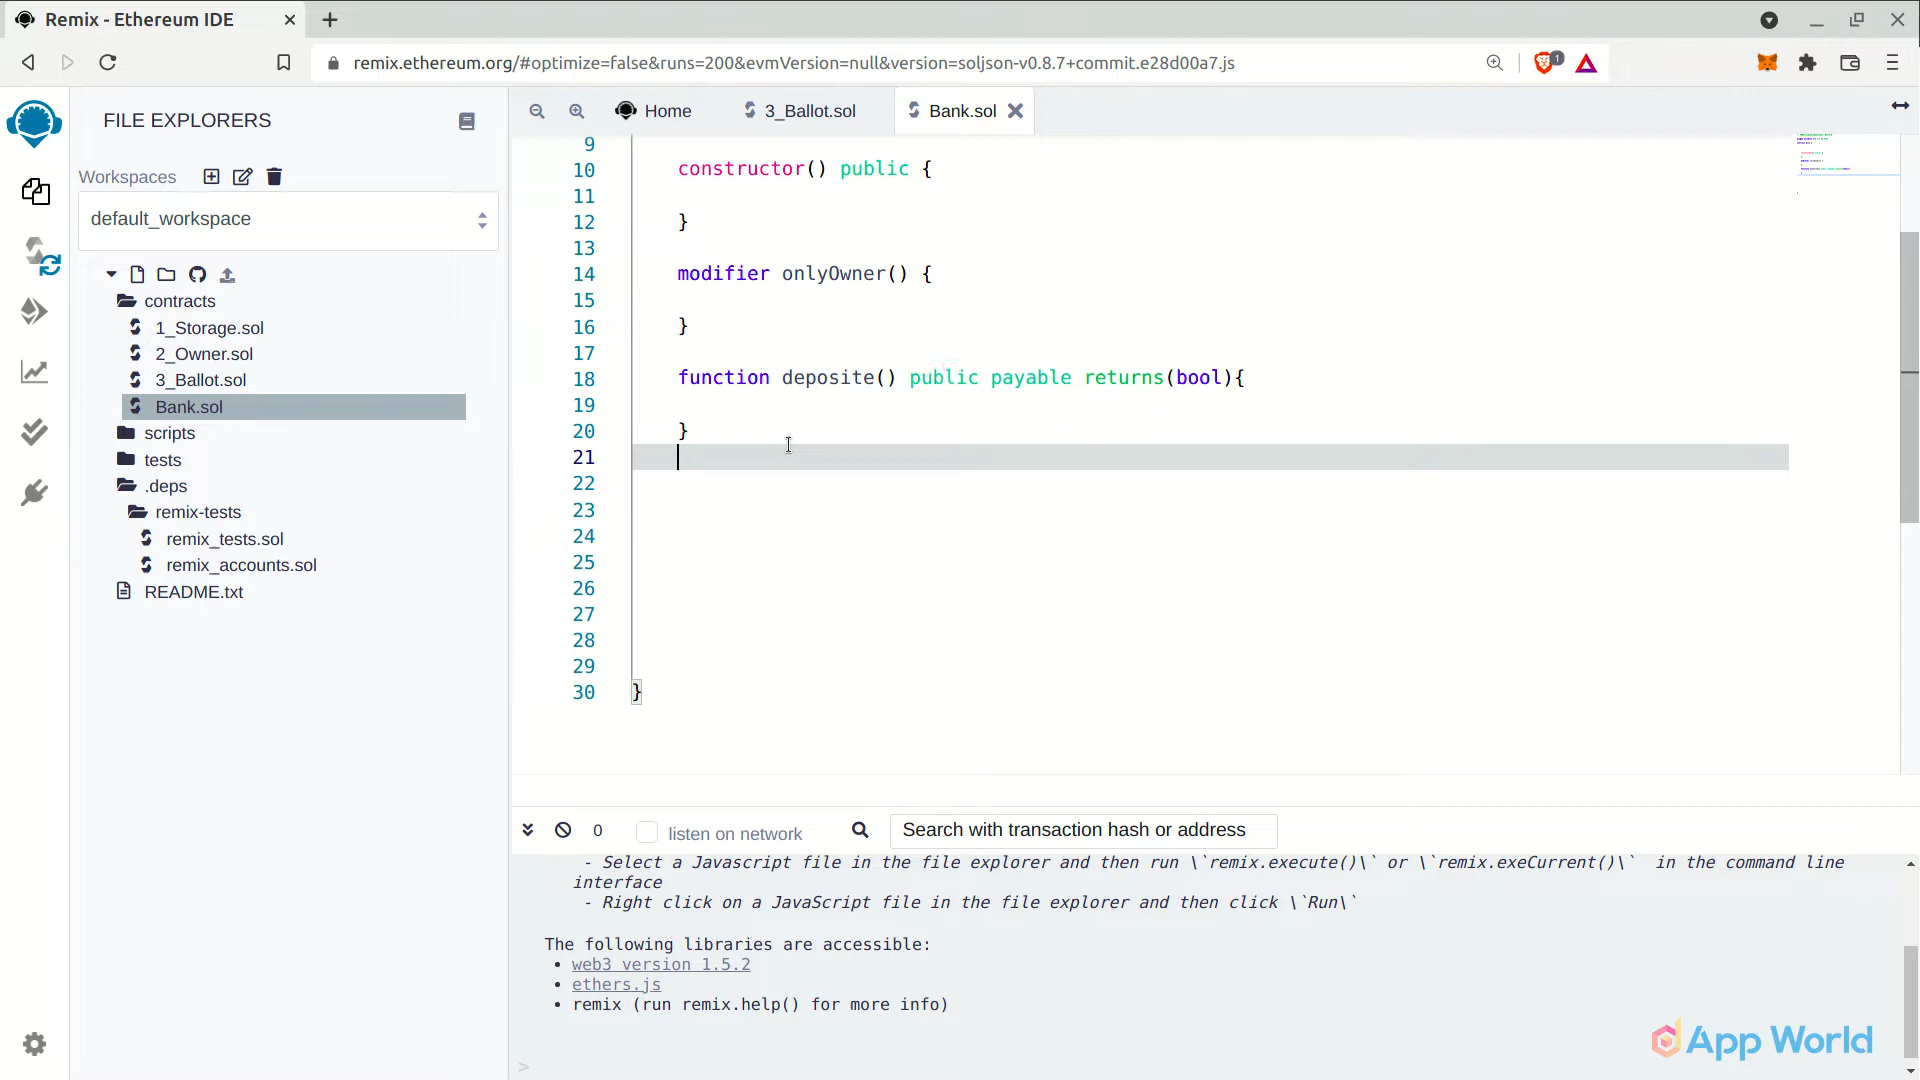 Remix - Ethereum IDE
remix.ethereum.org/#optimize=false&runs=200&evmVersion=null&version=soljson-v0.8.7+commit.e28d00a7.js
1
FILE EXPLORERS
Workspaces
default_workspace
contracts
1_Storage.sol
2_Owner.sol
3_Ballot.sol
Bank.sol
scripts
tests
.deps
remix-tests
remix_tests.sol
remix_accounts.sol
README.txt
Home
3_Ballot.sol
Bank.sol
9
10 constructor() public {
11
12 }
13
14 modifier onlyOwner() {
15
16 }
17
18 function deposite() public payable returns(bool){
19
20 }
21
22
23
24
25
26
27
28
29
30 }
0
listen on network
Search with transaction hash or address
- Select a Javascript file in the file explorer and then run \`remix.execute()\` or \`remix.exeCurrent()\` in the command line
interface
- Right click on a JavaScript file in the file explorer and then click \`Run\`
The following libraries are accessible:
• web3 version 1.5.2
• ethers.js
• remix (run remix.help() for more info)
>
App World